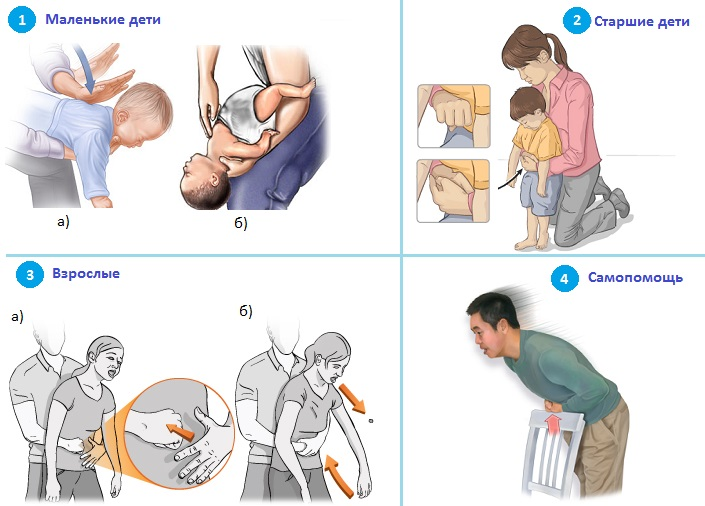 1 Маленькие дети
а)
б)
2 Старшие дети
3 Взрослые
а)
б)
4 Самопомощь